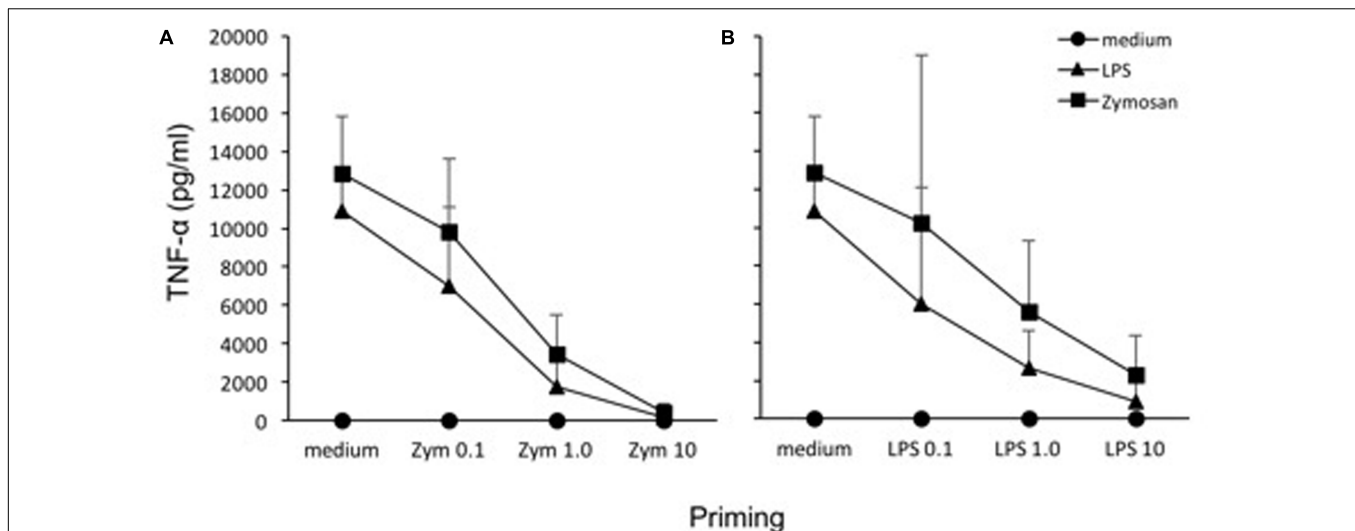 A
B
20000
18000
16000
14000
12000
10000
8000
6000
4000
2000
0
TNF-α (pg/ml)
medium
LPS
Zymosan
medium Zym 0.1 Zym 1.0 Zym 10
medium LPS 0.1 LPS 1.0 LPS 10
Priming